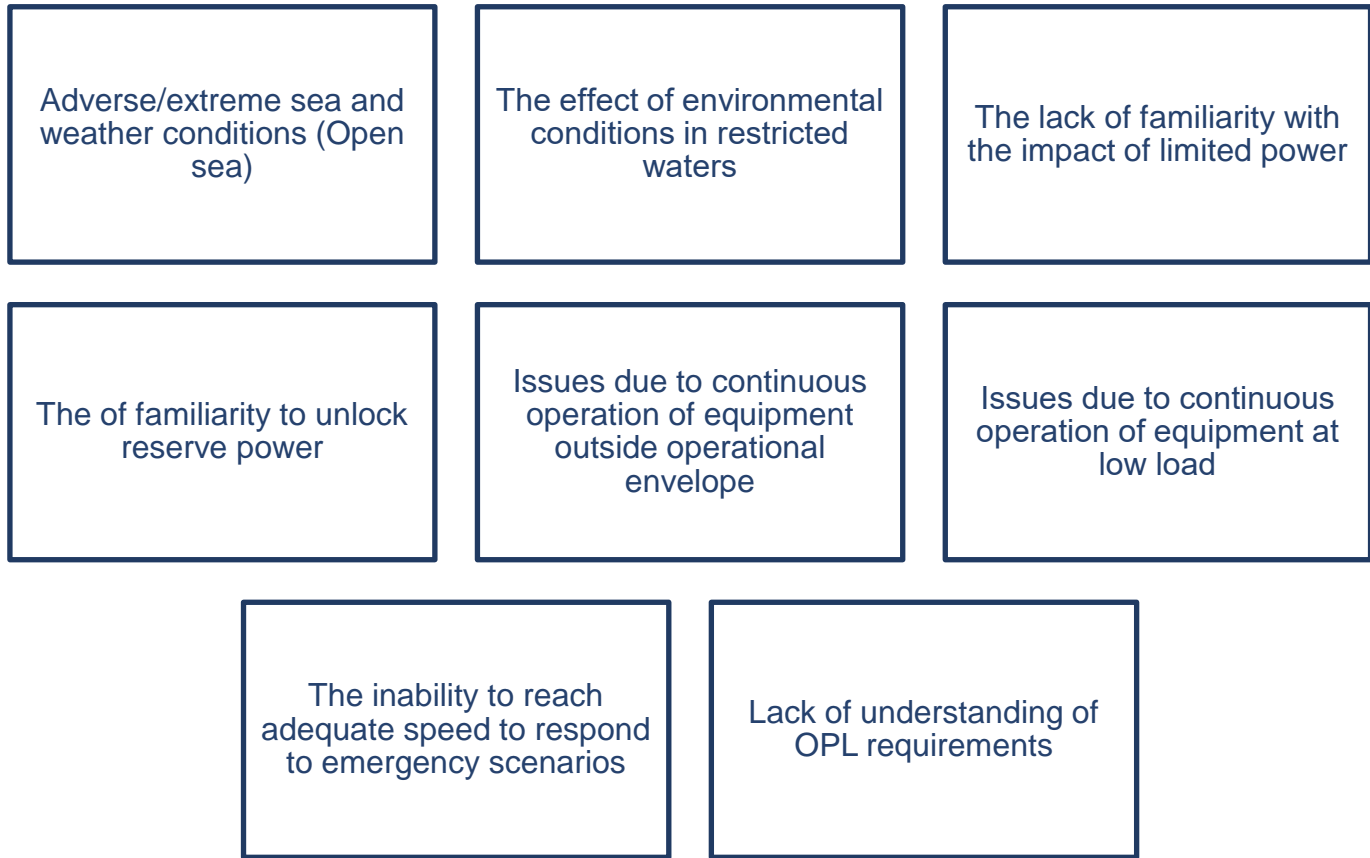 Adverse/extreme sea and
weather conditions (Open
sea)
The effect of environmental
conditions in restricted
waters
The lack of familiarity with
the impact of limited power
The of familiarity to unlock
reserve power
Issues due to continuous
operation of equipment
outside operational
envelope
Issues due to continuous
operation of equipment at
low load
The inability to reach
adequate speed to respond
to emergency scenarios
Lack of understanding of
OPL requirements